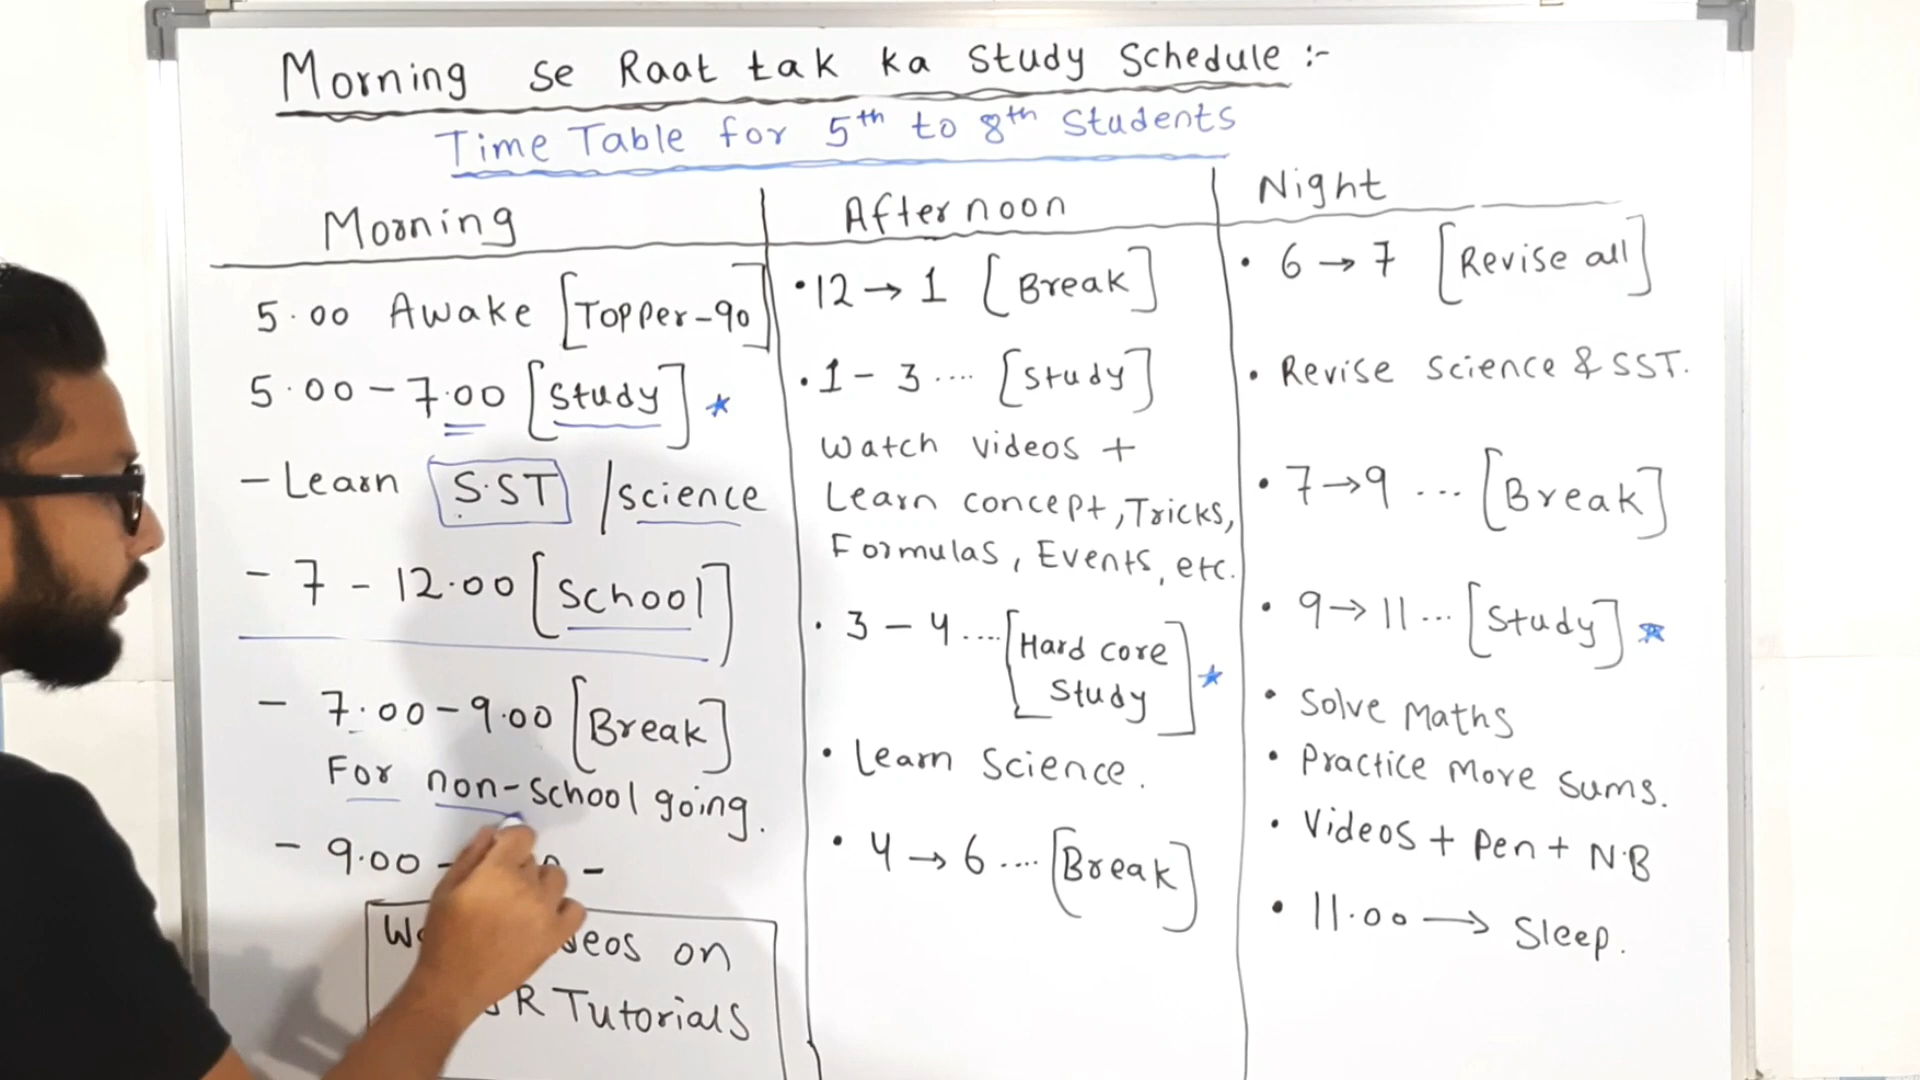 Morning se Raat tak ka Study Schedule :-
Time Table for 5th to 8th Students
Morning
5.00 Awake [Topper-90]
5.00 - 7.00 [Study] ★
- Learn S.ST / Science
- 7 - 12.00 [School]
- 7.00 - 9.00 [Break]
For non-school going.
- 9.00 -
on
R Tutorials
Afternoon
• 12 → 1 [Break]
• 1 - 3 .... [Study]
Watch videos +
Learn concept, Tricks,
Formulas, Events, etc.
• 3 - 4 .... [Hard core
Study] ★
• Learn Science.
• 4 → 6 .... [Break]
Night
• 6 → 7 [Revise all]
• Revise Science & SST.
• 7 → 9 ... [Break]
• 9 → 11 ... [Study] ★
• Solve Maths
• Practice More Sums.
• Videos + Pen + N.B
• 11.00 → Sleep.